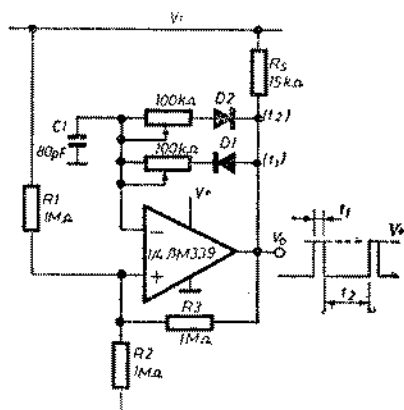 V+
Rs
15kΩ
100kΩ
D2
(t2)
C1
80pF
100kΩ
D1
(t1)
R1
1MΩ
V+
1/4 BM339
Vo
t1
V+
t2
R3
1MΩ
R2
1MΩ